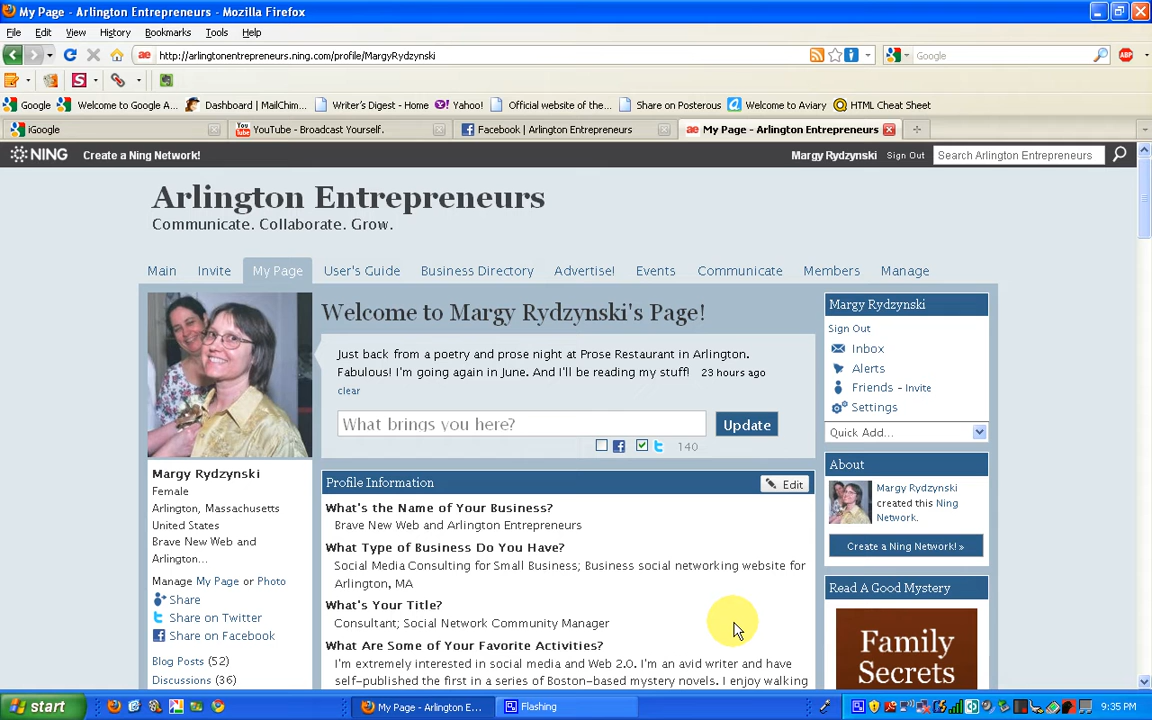 My Page - Arlington Entrepreneurs - Mozilla Firefox
File Edit View History Bookmarks Tools Help
http://arlingtonentrepreneurs.ning.com/profile/MargyRydzynski
Google
ABP
Google Welcome to Google A... Dashboard | MailChim... Writer's Digest - Home Yahoo! Official website of the... Share on Posterous Welcome to Aviary HTML Cheat Sheet
iGoogle YouTube - Broadcast Yourself. Facebook | Arlington Entrepreneurs ae My Page - Arlington Entrepreneurs
NING Create a Ning Network! Margy Rydzynski Sign Out Search Arlington Entrepreneurs
Arlington Entrepreneurs
Communicate. Collaborate. Grow.
Main Invite My Page User's Guide Business Directory Advertise! Events Communicate Members Manage
Welcome to Margy Rydzynski's Page!
Just back from a poetry and prose night at Prose Restaurant in Arlington.
Fabulous! I'm going again in June. And I'll be reading my stuff! 23 hours ago
clear
What brings you here? Update
140
Margy Rydzynski
Female
Arlington, Massachusetts
United States
Brave New Web and
Arlington...
Manage My Page or Photo
Share
Share on Twitter
Share on Facebook
Blog Posts (52)
Discussions (36)
Profile Information Edit
What's the Name of Your Business?
Brave New Web and Arlington Entrepreneurs
What Type of Business Do You Have?
Social Media Consulting for Small Business; Business social networking website for
Arlington, MA
What's Your Title?
Consultant; Social Network Community Manager
What Are Some of Your Favorite Activities?
I'm extremely interested in social media and Web 2.0. I'm an avid writer and have
self-published the first in a series of Boston-based mystery novels. I enjoy walking
Margy Rydzynski
Sign Out
Inbox
Alerts
Friends - Invite
Settings
Quick Add...
About
Margy Rydzynski
created this Ning
Network.
Create a Ning Network! »
Read A Good Mystery
Family
Secrets
start My Page - Arlington E... Flashing 9:35 PM